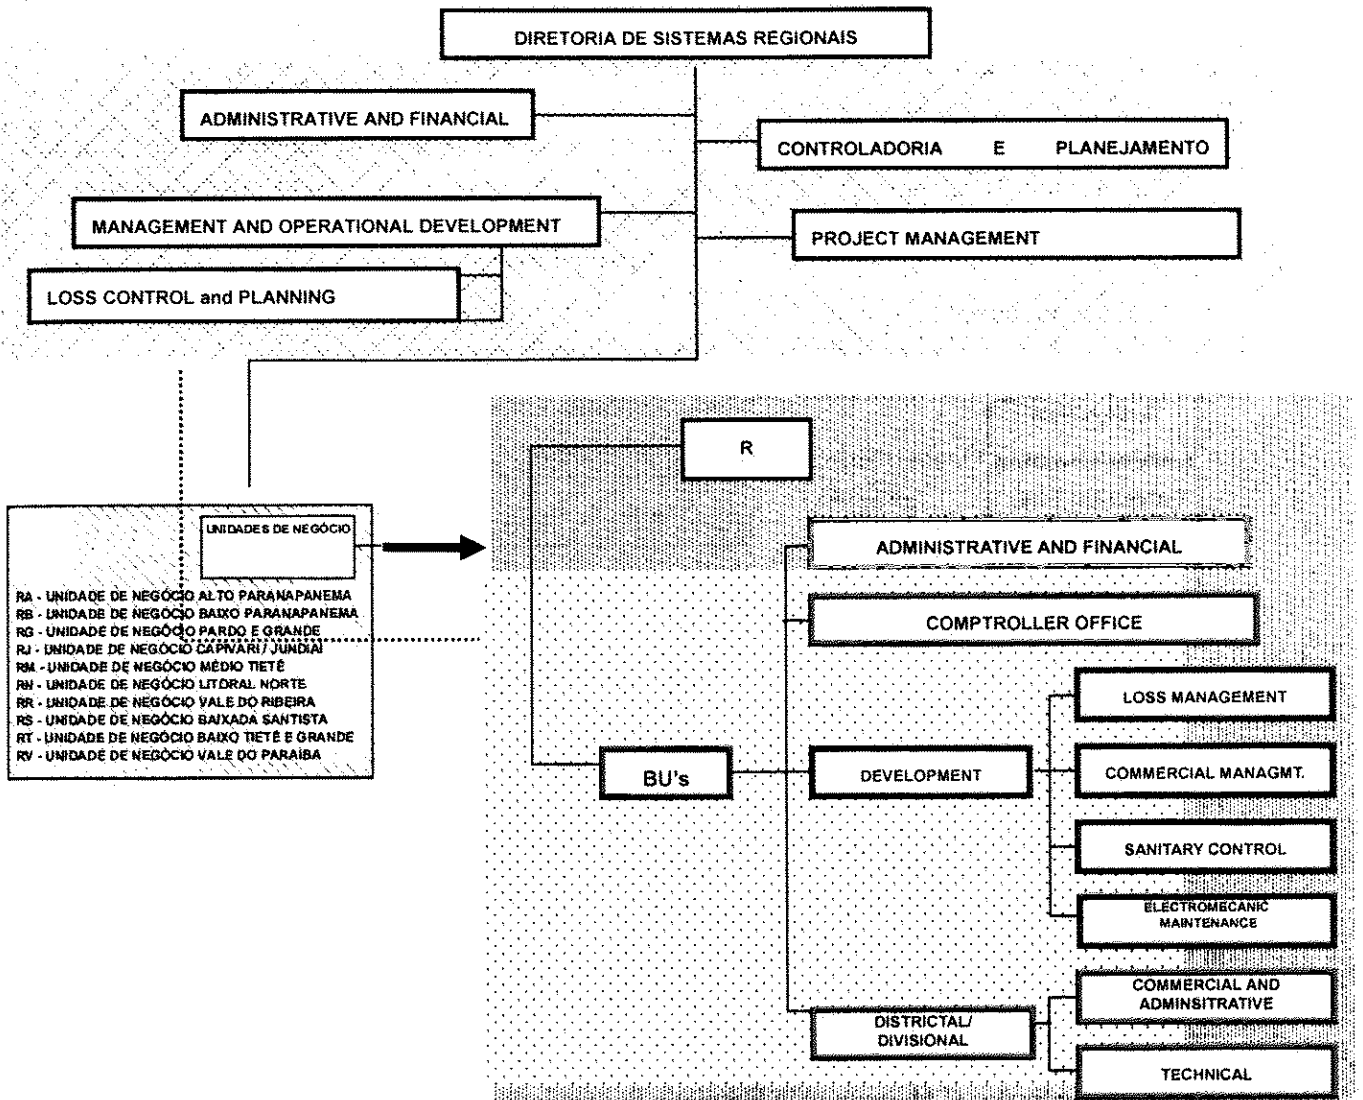 DIRETORIA DE SISTEMAS REGIONAIS
ADMINISTRATIVE AND FINANCIAL
CONTROLADORIA E PLANEJAMENTO
MANAGEMENT AND OPERATIONAL DEVELOPMENT
PROJECT MANAGEMENT
LOSS CONTROL and PLANNING
R
UNIDADES DE NEGÓCIO
RA - UNIDADE DE NEGÓCIO ALTO PARANAPANEMA
RB - UNIDADE DE NEGÓCIO BAIXO PARANAPANEMA
RG - UNIDADE DE NEGÓCIO PARDO E GRANDE
RJ - UNIDADE DE NEGÓCIO CAPIVARI / JUNDIAÍ
RM - UNIDADE DE NEGÓCIO MÉDIO TIETÊ
RN - UNIDADE DE NEGÓCIO LITORAL NORTE
RR - UNIDADE DE NEGÓCIO VALE DO RIBEIRA
RS - UNIDADE DE NEGÓCIO BAIXADA SANTISTA
RT - UNIDADE DE NEGÓCIO BAIXO TIETÊ E GRANDE
RV - UNIDADE DE NEGÓCIO VALE DO PARAÍBA
ADMINISTRATIVE AND FINANCIAL
COMPTROLLER OFFICE
BU's
DEVELOPMENT
LOSS MANAGEMENT
COMMERCIAL MANAGMT.
SANITARY CONTROL
ELECTROMECANIC
MAINTENANCE
DISTRICTAL/
DIVISIONAL
COMMERCIAL AND
ADMINSITRATIVE
TECHNICAL